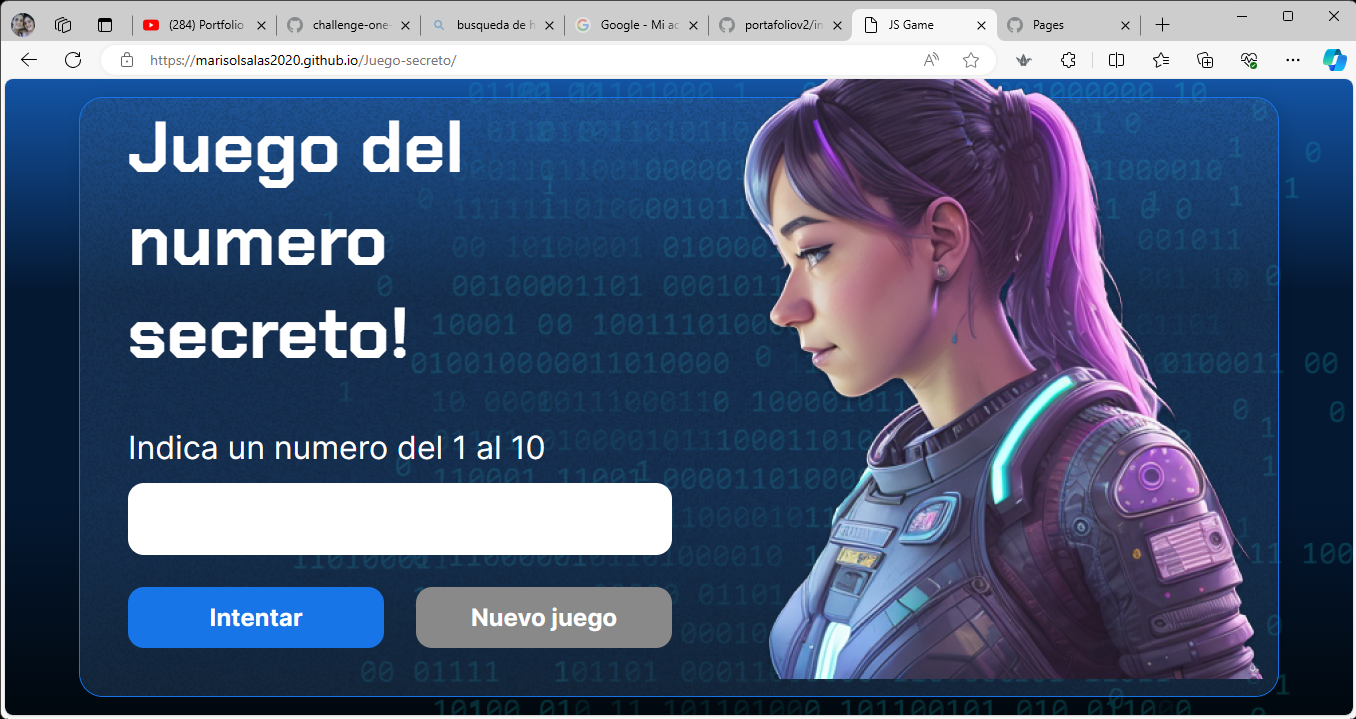 (284) Portfolio
challenge-one-
busqueda de h
Google - Mi ac
portafoliov2/in
JS Game
Pages
https://marisolsalas2020.github.io/Juego-secreto/
Juego del
numero
secreto!
Indica un numero del 1 al 10
Intentar
Nuevo juego